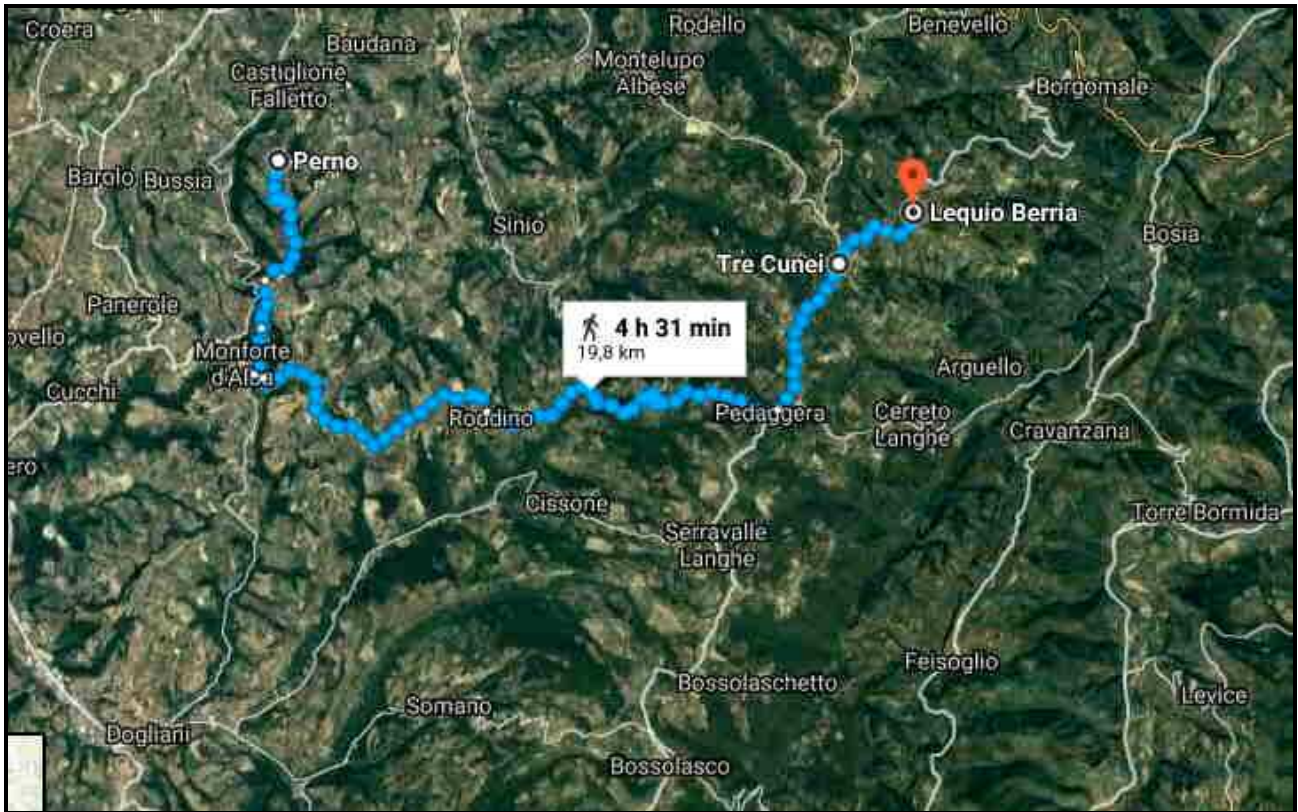 Croera
Rodello
Benevello
Baudana
Montelupo
Albese
Castiglione
Falletto
Borgomale
Perno
Barolo
Bussia
Lequio Berria
Sinio
Bosia
Tre Cunei
Panerole
4 h 31 min
19,8 km
ovello
Monforte
d'Alba
Arguello
Cucchi
Roddino
Pedaggera
Cerreto
Langhe
Cravanzana
ero
Cissone
Torre Bormida
Serravalle
Langhe
Feisoglio
Bossolaschetto
Levice
Somano
Dogliani
Bossolasco